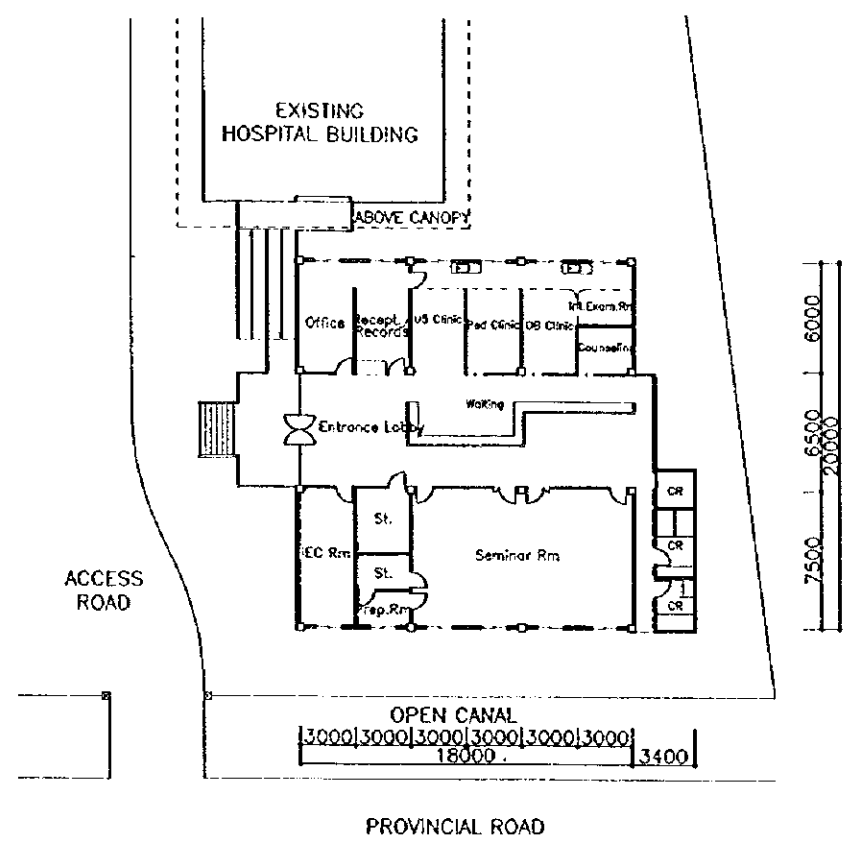 EXISTING
HOSPITAL BUILDING
ABOVE CANOPY
Office
Recept./
Records
US Clinic
Ped Clinic
OB Clinic
Int.Exam.Rm
Counseling
6000
Waiting
Entrance Lobby
6500
20000
CR
St.
IEC Rm
Seminar Rm
CR
St.
7500
ACCESS
ROAD
Prep.Rm
CR
OPEN CANAL
3000 3000 3000 3000 3000 3000
18000 3400
PROVINCIAL ROAD